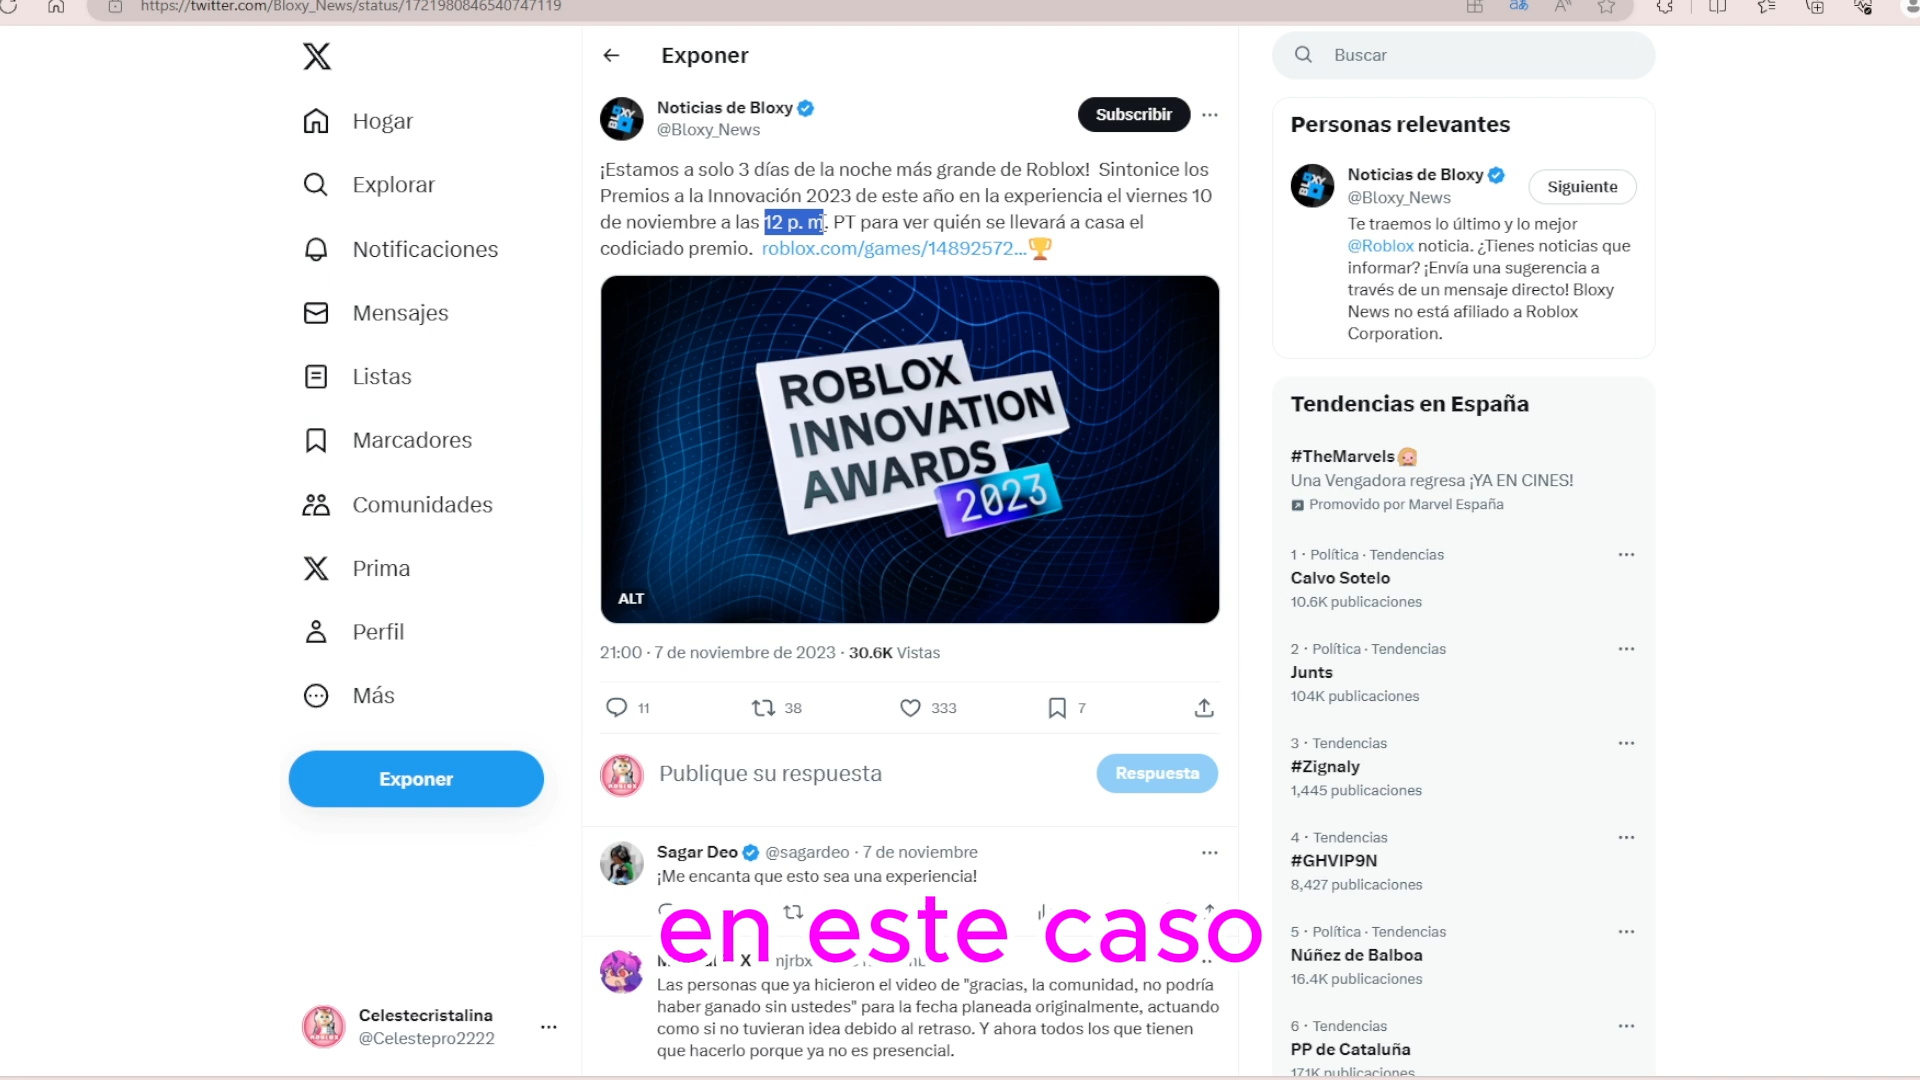 https://twitter.com/Bloxy_News/status/1721980846540747119
Hogar
Explorar
Notificaciones
Mensajes
Listas
Marcadores
Comunidades
Prima
Perfil
Más
Exponer
Celestecristalina
@Celestepro2222
Exponer
Noticias de Bloxy
@Bloxy_News
Subscribir
¡Estamos a solo 3 días de la noche más grande de Roblox! Sintonice los
Premios a la Innovación 2023 de este año en la experiencia el viernes 10
de noviembre a las 12 p. m. PT para ver quién se llevará a casa el
codiciado premio. roblox.com/games/14892572...
ROBLOX
INNOVATION
AWARDS
2023
ALT
21:00 · 7 de noviembre de 2023 · 30.6K Vistas
11
38
333
7
Publique su respuesta
Respuesta
Sagar Deo @sagardeo · 7 de noviembre
¡Me encanta que esto sea una experiencia!
en este caso
Las personas que ya hicieron el video de "gracias, la comunidad, no podría
haber ganado sin ustedes" para la fecha planeada originalmente, actuando
como si no tuvieran idea debido al retraso. Y ahora todos los que tienen
que hacerlo porque ya no es presencial.
Buscar
Personas relevantes
Noticias de Bloxy
@Bloxy_News
Siguiente
Te traemos lo último y lo mejor
@Roblox noticia. ¿Tienes noticias que
informar? ¡Envía una sugerencia a
través de un mensaje directo! Bloxy
News no está afiliado a Roblox
Corporation.
Tendencias en España
#TheMarvels
Una Vengadora regresa ¡YA EN CINES!
Promovido por Marvel España
1 · Política · Tendencias
Calvo Sotelo
10.6K publicaciones
2 · Política · Tendencias
Junts
104K publicaciones
3 · Tendencias
#Zignaly
1,445 publicaciones
4 · Tendencias
#GHVIP9N
8,427 publicaciones
5 · Política · Tendencias
Núñez de Balboa
16.4K publicaciones
6 · Tendencias
PP de Cataluña
171K publicaciones